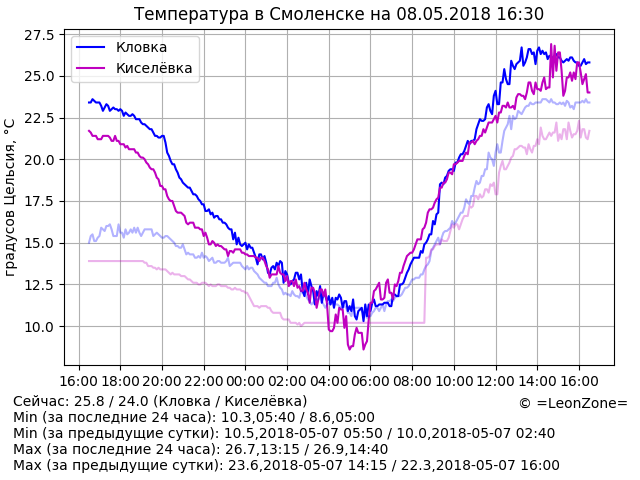 Температура в Смоленске на 08.05.2018 16:30
Кловка
Киселёвка
градусов Цельсия, °C
27.5
25.0
22.5
20.0
17.5
15.0
12.5
10.0
16:00 18:00 20:00 22:00 00:00 02:00 04:00 06:00 08:00 10:00 12:00 14:00 16:00
Сейчас: 25.8 / 24.0 (Кловка / Киселёвка)
© =LeonZone=
Min (за последние 24 часа): 10.3,05:40 / 8.6,05:00
Min (за предыдущие сутки): 10.5,2018-05-07 05:50 / 10.0,2018-05-07 02:40
Max (за последние 24 часа): 26.7,13:15 / 26.9,14:40
Max (за предыдущие сутки): 23.6,2018-05-07 14:15 / 22.3,2018-05-07 16:00